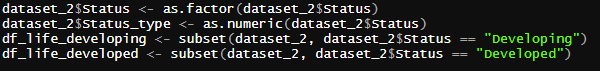 dataset_2$Status <- as.factor(dataset_2$Status)
dataset_2$Status_type <- as.numeric(dataset_2$Status)
df_life_developing <- subset(dataset_2, dataset_2$Status == "Developing")
df_life_developed <- subset(dataset_2, dataset_2$Status == "Developed")